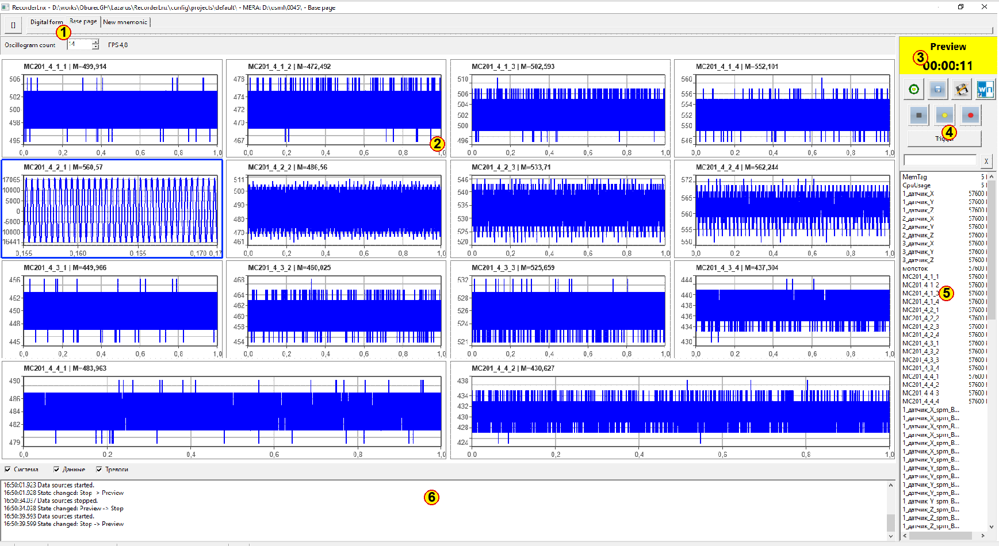 RecorderLnx - D:\works\OburecGH\Lazarus\RecorderLnx\config\projects\default\ - MERA: D:\usml\0045\ - Base page
[]
Digital form
Base page
New mnemonic
1
Oscillogram count
14
FPS 4,8
MC201_4_1_1 | M=499,914
506
502
500
498
495
0,0 0,2 0,4 0,6 0,8 1,0
MC201_4_1_2 | M=472,492
478
474
472
470
467
0,0 0,2 0,4 0,6 0,8 1,0
2
MC201_4_1_3 | M=502,593
510
506
504
502
500
496
0,0 0,2 0,4 0,6 0,8 1,0
MC201_4_1_4 | M=552,101
560
556
554
552
550
546
0,0 0,2 0,4 0,6 0,8 1,0
MC201_4_2_1 | M=560,57
17065
10000
5000
0
-5000
10000
16441
0,155 0,160 0,155 0,170 0,17
MC201_4_2_2 | M=486,56
511
500
490
480
470
461
0,0 0,2 0,4 0,6 0,8 1,0
MC201_4_2_3 | M=533,71
546
540
535
530
525
520
0,0 0,2 0,4 0,6 0,8 1,0
MC201_4_2_4 | M=562,244
572
565
560
555
550
0,0 0,2 0,4 0,6 0,8 1,0
MC201_4_3_1 | M=449,966
456
452
450
448
445
0,0 0,2 0,4 0,6 0,8 1,0
MC201_4_3_2 | M=460,025
468
464
462
460
458
454
0,0 0,2 0,4 0,6 0,8 1,0
MC201_4_3_3 | M=525,659
532
528
526
524
521
0,0 0,2 0,4 0,6 0,8 1,0
MC201_4_3_4 | M=437,304
444
440
438
436
434
430
0,0 0,2 0,4 0,6 0,8 1,0
MC201_4_4_1 | M=483,963
490
486
484
482
479
0,0 0,2 0,4 0,6 0,8 1,0
MC201_4_4_2 | M=430,627
438
434
432
430
428
424
0,0 0,2 0,4 0,6 0,8 1,0
Система
Данные
Тревоги
16:50:01.923 Data sources started.
16:50:01.928 State changed: Stop -> Preview
16:50:34.037 Data sources stopped.
16:50:34.038 State changed: Preview -> Stop
16:50:39.593 Data sources started.
16:50:39.599 State changed: Stop -> Preview
6
Preview
3
00:00:11
wn
4
X
MemTag 5
CpuUsage 5
1_датчик_X 57600
1_датчик_Y 57600
1_датчик_Z 57600
2_датчик_X 57600
2_датчик_Y 57600
2_датчик_Z 57600
3_датчик_X 57600
3_датчик_Y 57600
3_датчик_Z 57600
молоток 57600
MC201_4_1_1 57600
MC201_4_1_2 57600
MC201_4_1_3 57600
5
MC201_4_1_4 57600
MC201_4_2_1 57600
MC201_4_2_2 57600
MC201_4_2_3 57600
MC201_4_2_4 57600
MC201_4_3_1 57600
MC201_4_3_2 57600
MC201_4_3_3 57600
MC201_4_3_4 57600
MC201_4_4_1 57600
MC201_4_4_2 57600
MC201_4_4_3 57600
MC201_4_4_4 57600
1_датчик_X_spm_B...
1_датчик_X_spm_B...
1_датчик_X_spm_B...
1_датчик_X_spm_B...
1_датчик_X_spm_B...
1_датчик_X_spm_B...
1_датчик_Y_spm_B...
1_датчик_Y_spm_B...
1_датчик_Y_spm_B...
1_датчик_Y_spm_B...
1_датчик_Y_spm_B...
1_датчик_Y_spm_B...
1_датчик_Z_spm_B...
1_датчик_Z_spm_B...
1_датчик_Z_spm_B...